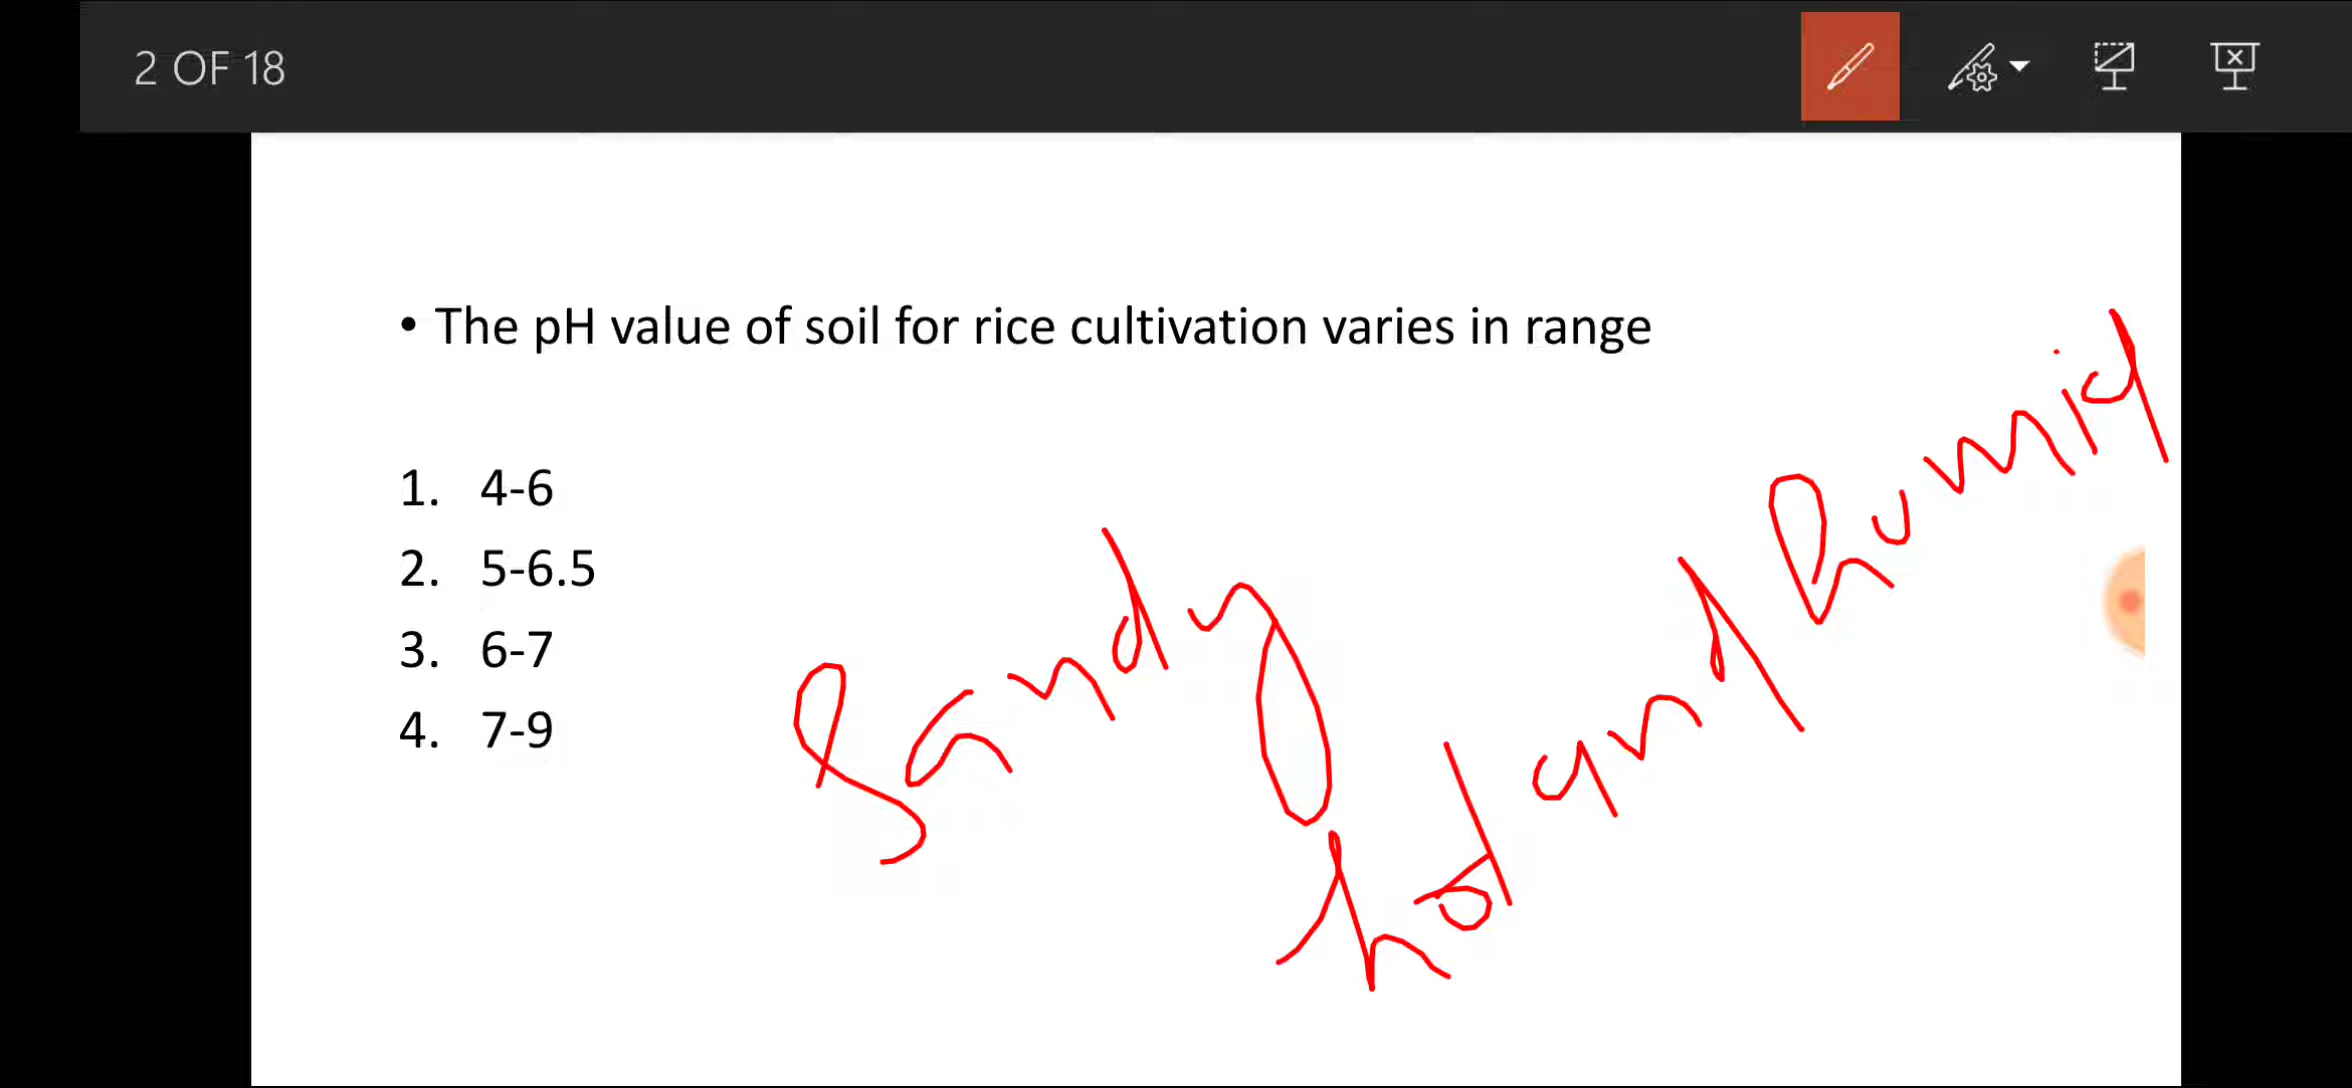 2 OF 18
• The pH value of soil for rice cultivation varies in range
1. 4-6
2. 5-6.5
3. 6-7
4. 7-9
Sandy
hot and humid